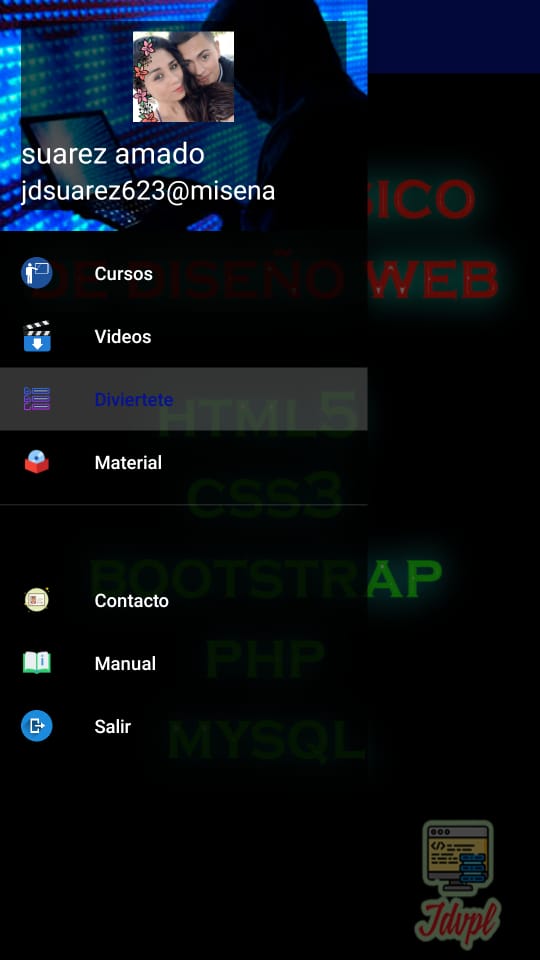 suarez amado
jdsuarez623@misena
SICO
DE DISEÑO WEB
Cursos
Videos
Diviertete
HTML5
Material
CSS3
BOOTSTRAP
Contacto
PHP
Manual
Salir
MYSQL
Jdvpl